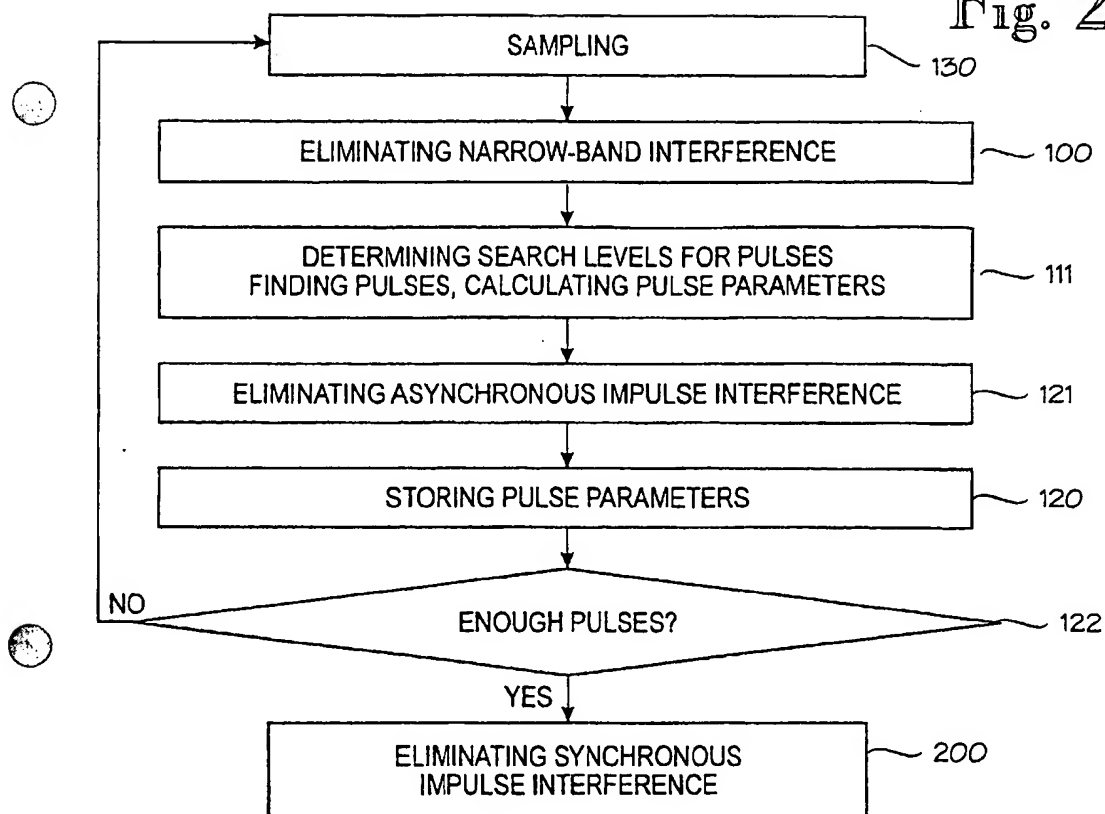 Fig. 2
SAMPLING
130
ELIMINATING NARROW-BAND INTERFERENCE
100
DETERMINING SEARCH LEVELS FOR PULSES
FINDING PULSES, CALCULATING PULSE PARAMETERS
111
ELIMINATING ASYNCHRONOUS IMPULSE INTERFERENCE
121
STORING PULSE PARAMETERS
120
NO
ENOUGH PULSES?
122
YES
ELIMINATING SYNCHRONOUS
IMPULSE INTERFERENCE
200